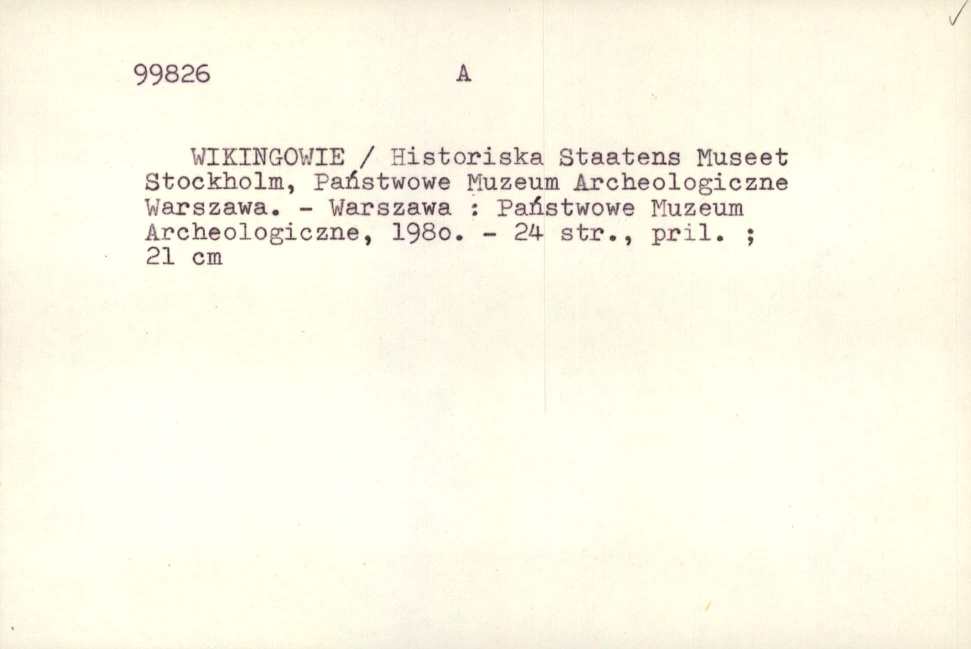 99826 A
WIKINGOWIE / Historiska Staatens Museet
Stockholm, Państwowe Muzeum Archeologiczne
Warszawa. - Warszawa : Państwowe Muzeum
Archeologiczne, 198o. - 24 str., pril. ;
21 cm